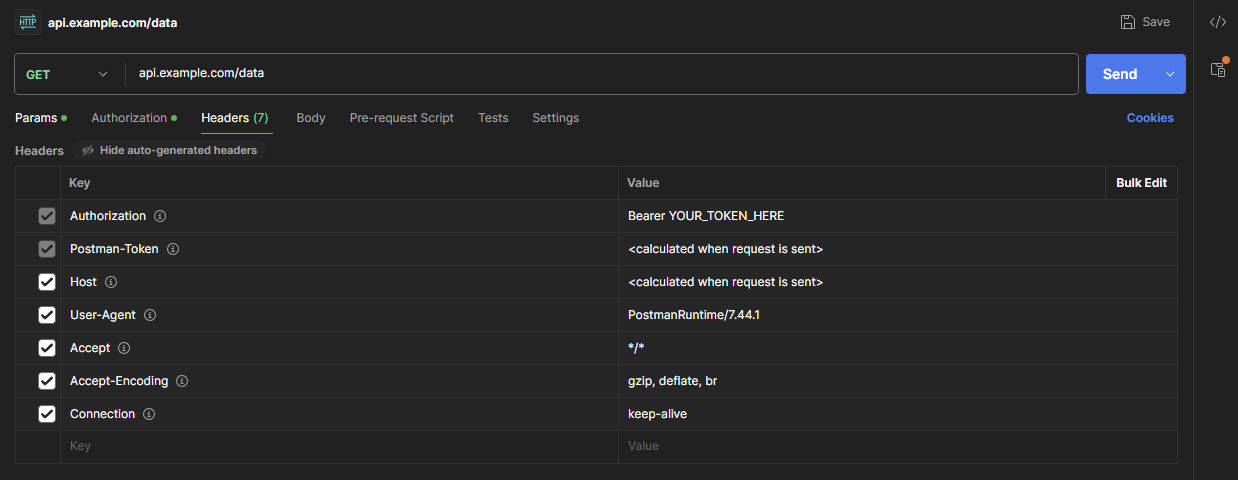 HTTP api.example.com/data Save </>
GET api.example.com/data Send
Params Authorization Headers (7) Body Pre-request Script Tests Settings Cookies
Headers Hide auto-generated headers
Key Value Bulk Edit
Authorization Bearer YOUR_TOKEN_HERE
Postman-Token <calculated when request is sent>
Host <calculated when request is sent>
User-Agent PostmanRuntime/7.44.1
Accept */*
Accept-Encoding gzip, deflate, br
Connection keep-alive
Key Value